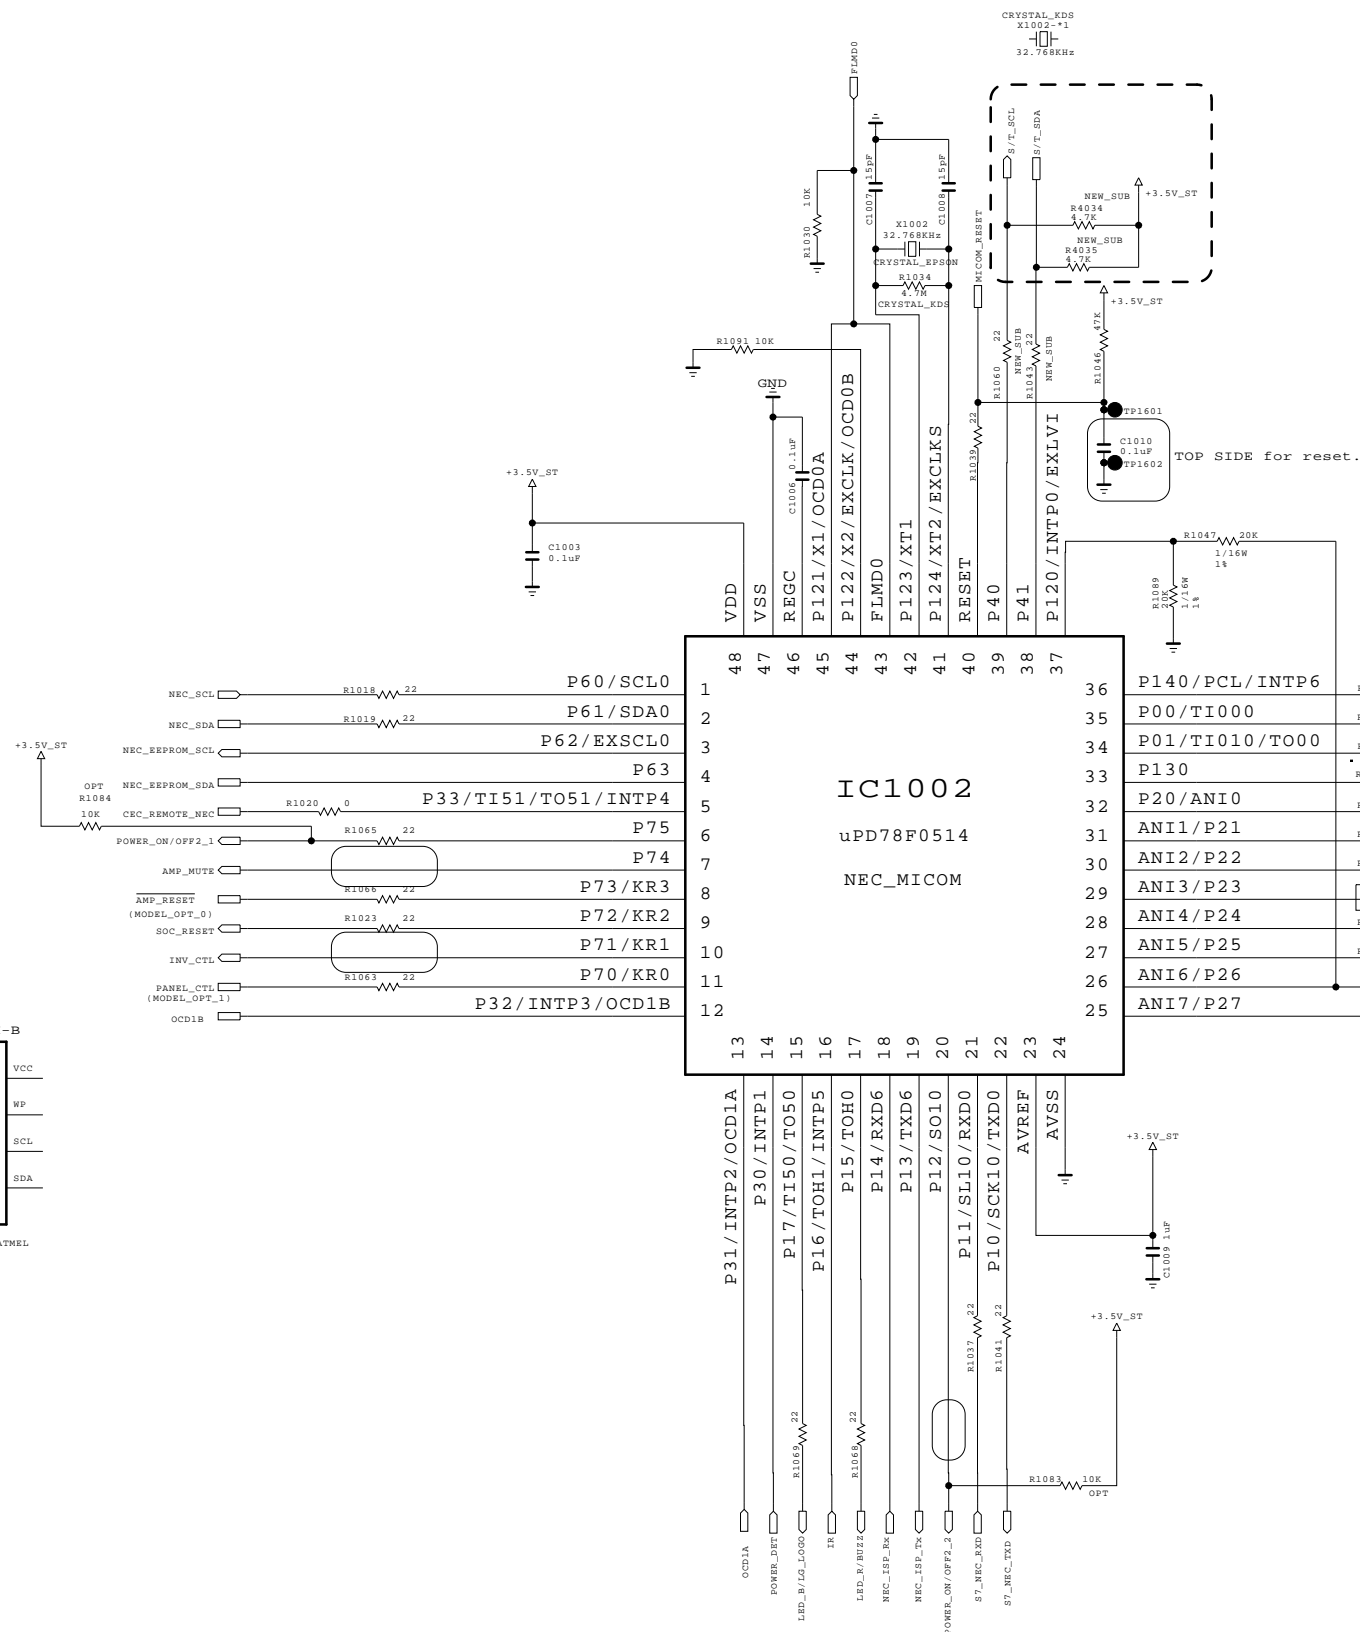 CRYSTAL_KDS
X1002-*1
32.768KHz
FLMD0
S/T_SCL
S/T_SDA
NEW_SUB
+3.5V_ST
R4034
4.7K
NEW_SUB
R4035
4.7K
15pF
C1007
15pF
C1008
R1030 10K
X1002
32.768KHz
CRYSTAL_EPSON
R1034
4.7M
CRYSTAL_KDS
MICOM_RESET
+3.5V_ST
R1046 47K
R1060 22
NEW_SUB
R1043 22
NEW_SUB
R1091 10K
GND
C1006 0.1uF
R1039 22
TP1601
C1010
0.1uF
TP1602
TOP SIDE for reset.
+3.5V_ST
C1003
0.1uF
R1047 20K
1/16W
1%
R1089
20K
1/16W
1%
VDD
VSS
REGC
P121/X1/OCD0A
P122/X2/EXCLK/OCD0B
FLMD0
P123/XT1
P124/XT2/EXCLKS
RESET
P40
P41
P120/INTP0/EXLVI
48
47
46
45
44
43
42
41
40
39
38
37
NEC_SCL R1018 22 P60/SCL0 1
NEC_SDA R1019 22 P61/SDA0 2
NEC_EEPROM_SCL P62/EXSCL0 3
+3.5V_ST
NEC_EEPROM_SDA P63 4
OPT
R1084
10K
CEC_REMOTE_NEC R1020 0 P33/TI51/TO51/INTP4 5
POWER_ON/OFF2_1 R1065 22 P75 6
AMP_MUTE P74 7
AMP_RESET R1066 22 P73/KR3 8
(MODEL_OPT_0)
SOC_RESET R1023 22 P72/KR2 9
INV_CTL P71/KR1 10
PANEL_CTL R1063 22 P70/KR0 11
(MODEL_OPT_1)
OCD1B P32/INTP3/OCD1B 12
IC1002
uPD78F0514
NEC_MICOM
36 P140/PCL/INTP6
35 P00/TI000
34 P01/TI010/TO00
33 P130
32 P20/ANI0
31 ANI1/P21
30 ANI2/P22
29 ANI3/P23
28 ANI4/P24
27 ANI5/P25
26 ANI6/P26
25 ANI7/P27
-B
VCC
WP
SCL
SDA
ATMEL
13
14
15
16
17
18
19
20
21
22
23
24
P31/INTP2/OCD1A
P30/INTP1
P17/TI50/TO50
P16/TOH1/INTP5
P15/TOH0
P14/RXD6
P13/TXD6
P12/SO10
P11/SL10/RXD0
P10/SCK10/TXD0
AVREF
AVSS
+3.5V_ST
C1009 1uF
R1037 22
R1041 22
+3.5V_ST
R1069 22
R1068 22
R1083 10K
OPT
OCD1A
POWER_DET
LED_B/LG_LOGO
IR
LED_R/BUZZ
NEC_ISP_Rx
NEC_ISP_Tx
POWER_ON/OFF2_2
S7_NEC_RXD
S7_NEC_TXD